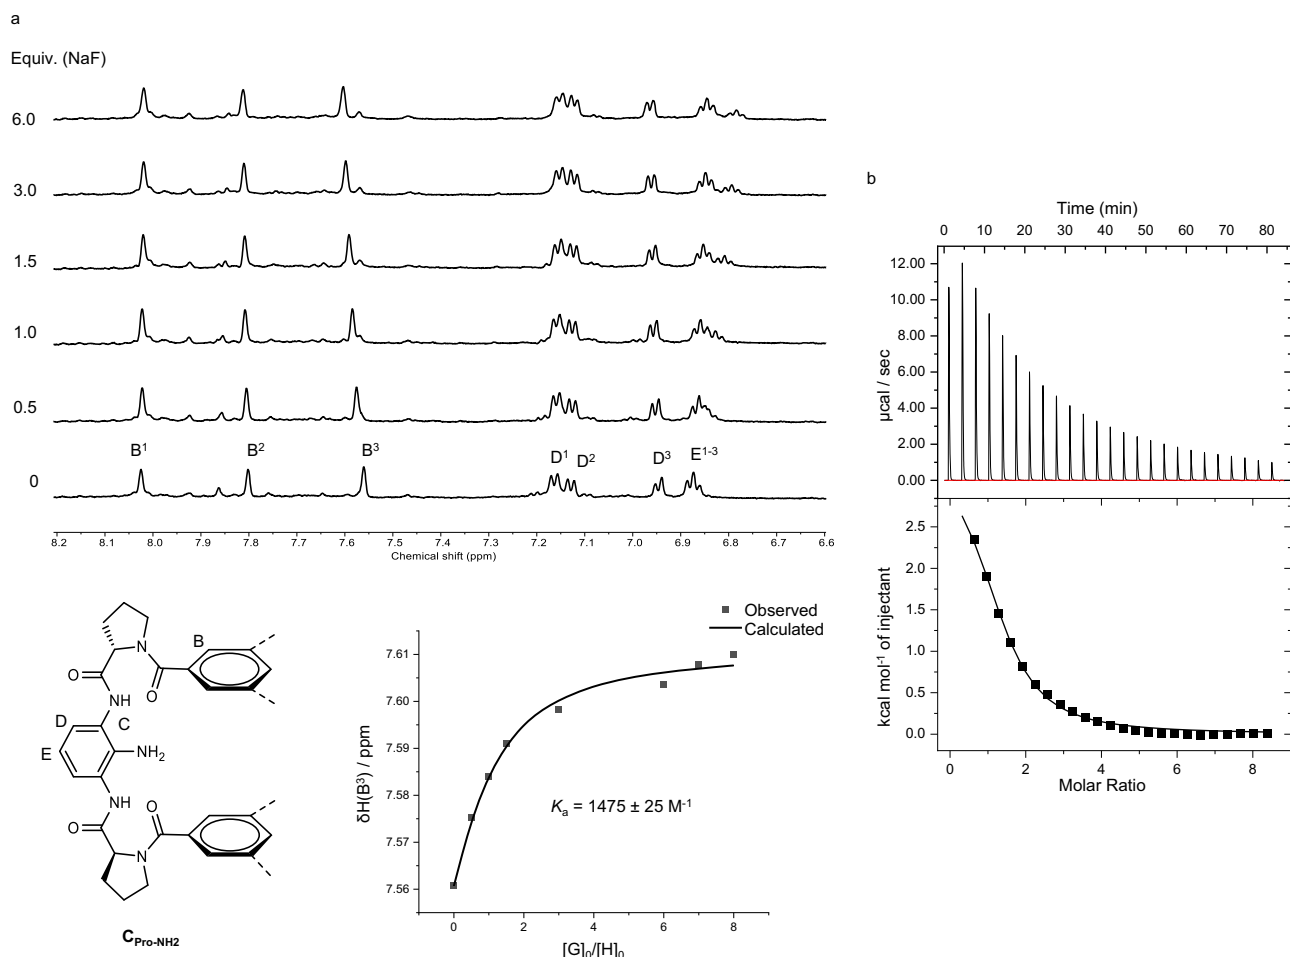 a
Equiv. (NaF)
6.0
3.0
1.5
1.0
0.5
0
B¹ B² B³ D¹ D² D³ E¹⁻³
8.2 8.0 7.9 7.8 7.7 7.6 7.5 7.4 7.3 7.2 7.1 7.0 6.9 6.8 6.7 6.6
Chemical shift (ppm)
B
N
O
O
NH
D
C
E
NH₂
NH
O
O
N
C_Pro-NH2
Observed
Calculated
7.61
7.60
7.59
7.58
7.57
7.56
δH(B³) / ppm
Kₐ = 1475 ± 25 M⁻¹
0 2 4 6 8
[G]₀/[H]₀
b
Time (min)
0 10 20 30 40 50 60 70 80
12.00
10.00
8.00
6.00
4.00
2.00
0.00
µcal / sec
2.5
2.0
1.5
1.0
0.5
0.0
kcal mol⁻¹ of injectant
0 2 4 6 8
Molar Ratio